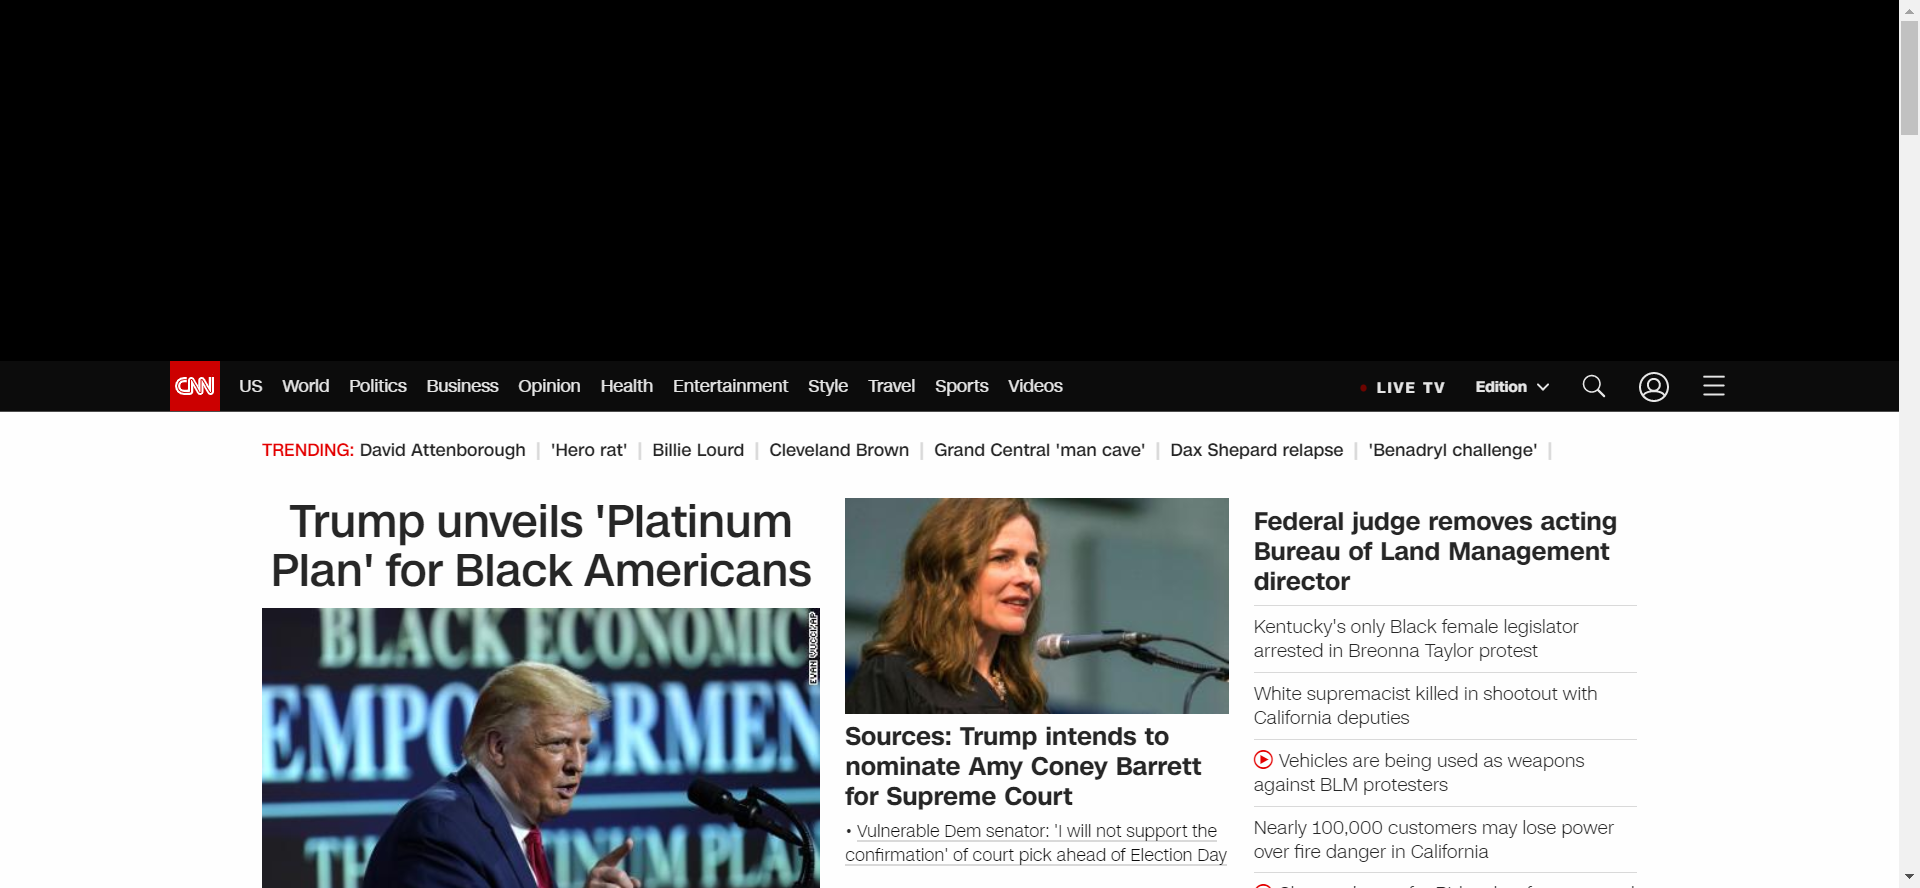 CNN US World Politics Business Opinion Health Entertainment Style Travel Sports Videos LIVE TV Edition
TRENDING: David Attenborough | 'Hero rat' | Billie Lourd | Cleveland Brown | Grand Central 'man cave' | Dax Shepard relapse | 'Benadryl challenge' |
Trump unveils 'Platinum
Plan' for Black Americans
BLACK ECONOMIC
EVAN VUCCI/AP
Sources: Trump intends to
nominate Amy Coney Barrett
for Supreme Court
• Vulnerable Dem senator: 'I will not support the
confirmation' of court pick ahead of Election Day
Federal judge removes acting
Bureau of Land Management
director
Kentucky's only Black female legislator
arrested in Breonna Taylor protest
White supremacist killed in shootout with
California deputies
Vehicles are being used as weapons
against BLM protesters
Nearly 100,000 customers may lose power
over fire danger in California